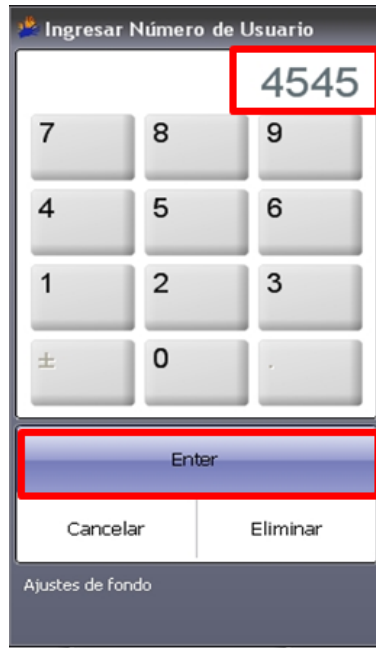 Ingresar Número de Usuario
4545
7 8 9
4 5 6
1 2 3
± 0 .
Enter
Cancelar Eliminar
Ajustes de fondo